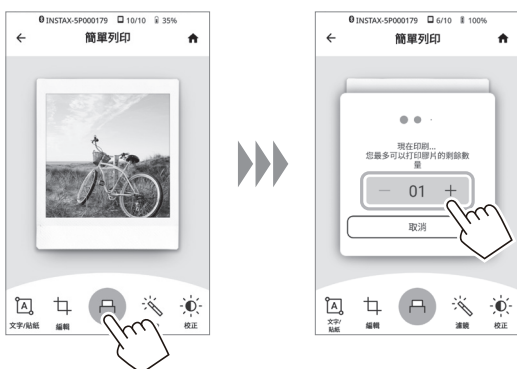 INSTAX-5P000179 10/10 35%
簡單列印
A
文字/貼紙
編輯
校正
INSTAX-5P000179 6/10 100%
簡單列印
現在印刷...
您最多可以打印膠片的剩餘數
量
— 01 +
取消
A
文字/
貼紙
編輯
濾鏡
校正